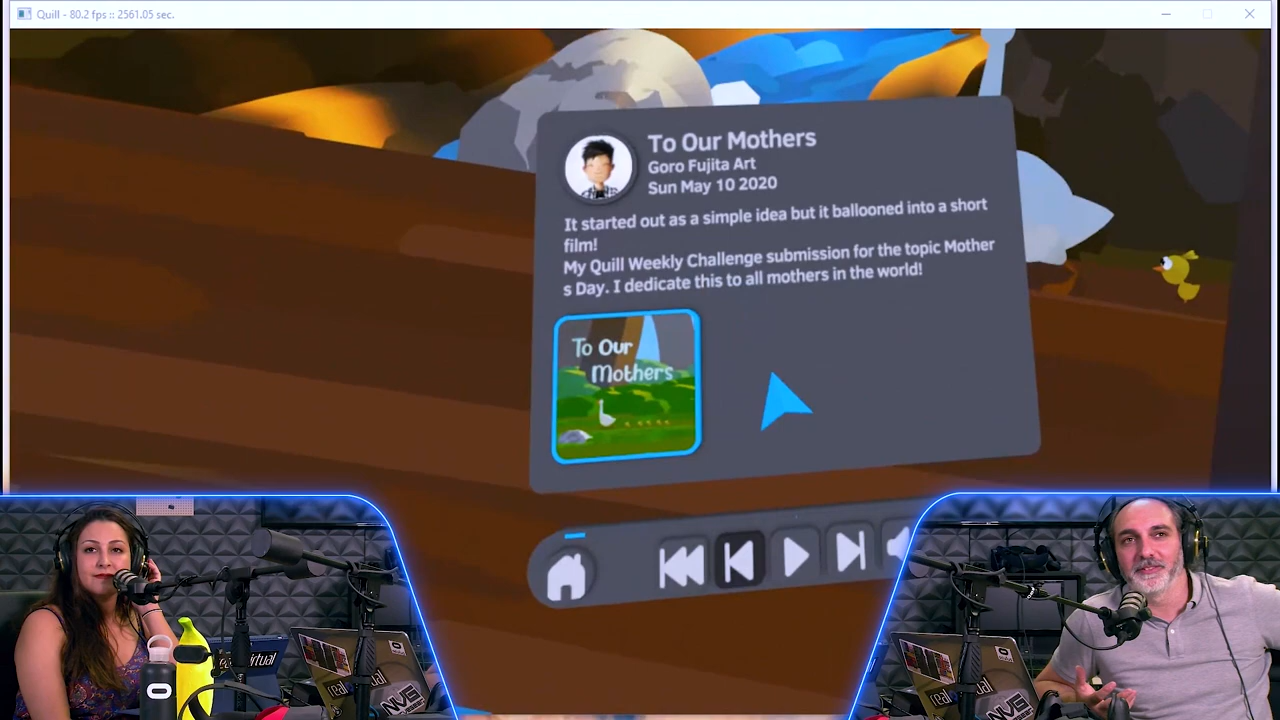 Quill - 80.2 fps :: 2561.05 sec.
To Our Mothers
Goro Fujita Art
Sun May 10 2020
It started out as a simple idea but it ballooned into a short
film!
My Quill Weekly Challenge submission for the topic Mother
s Day. I dedicate this to all mothers in the world!
To Our
Mothers